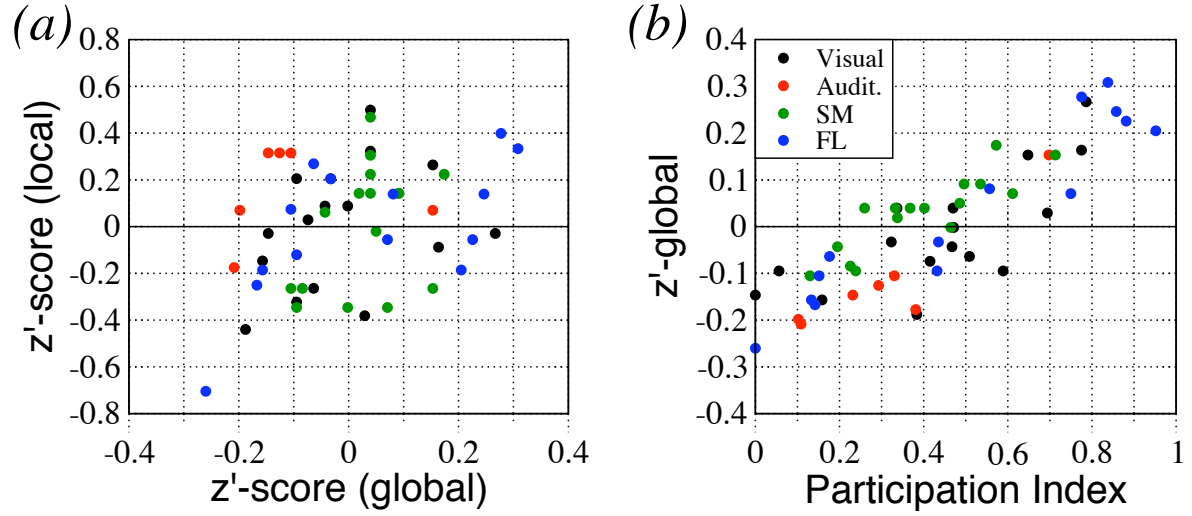 (a)
0.8
0.6
0.4
0.2
0
-0.2
-0.4
-0.6
-0.8
-0.4
-0.2
0
0.2
0.4
z'-score (local)
z'-score (global)
(b)
0.4
0.3
0.2
0.1
0
-0.1
-0.2
-0.3
-0.4
0
0.2
0.4
0.6
0.8
1
z'-global
Participation Index
Visual
Audit.
SM
FL